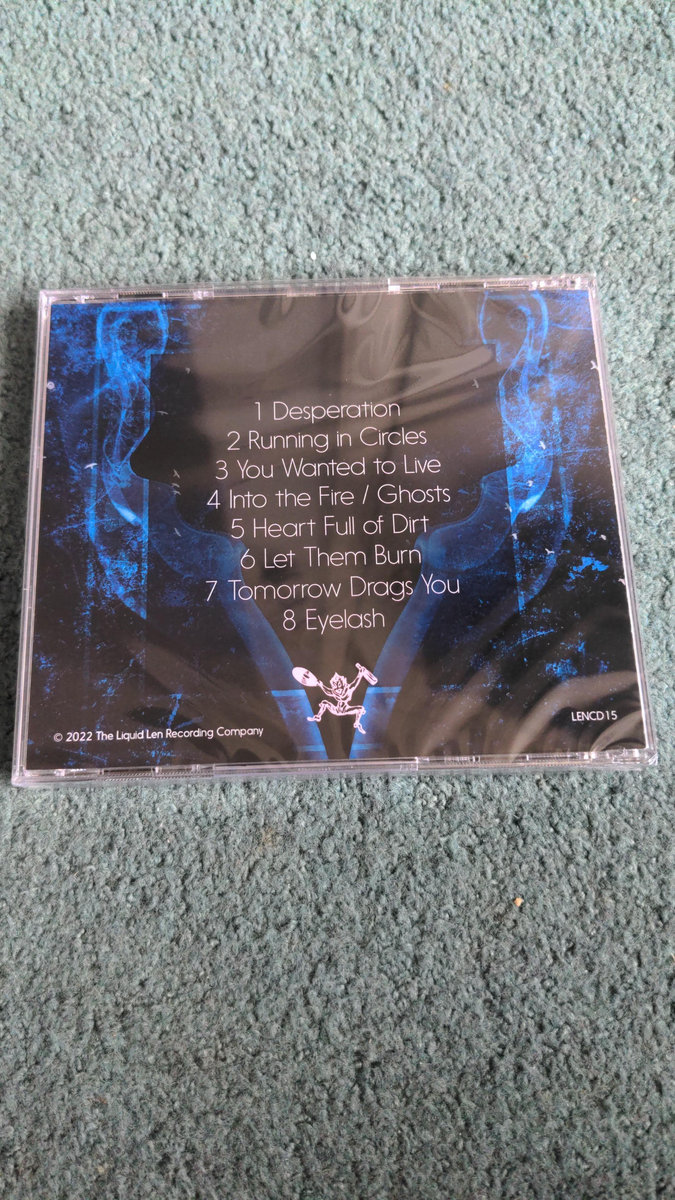 1 Desperation
2 Running in Circles
3 You Wanted to Live
4 Into the Fire / Ghosts
5 Heart Full of Dirt
6 Let Them Burn
7 Tomorrow Drags You
8 Eyelash
© 2022 The Liquid Len Recording Company
LENCD15